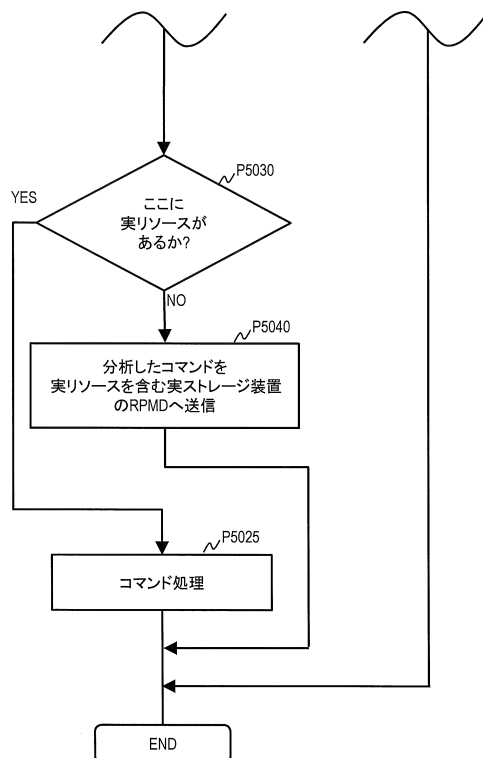 P5030
YES
ここに
実リソースが
あるか?
NO
P5040
分析したコマンドを
実リソースを含む実ストレージ装置
のRPMDへ送信
P5025
コマンド処理
END